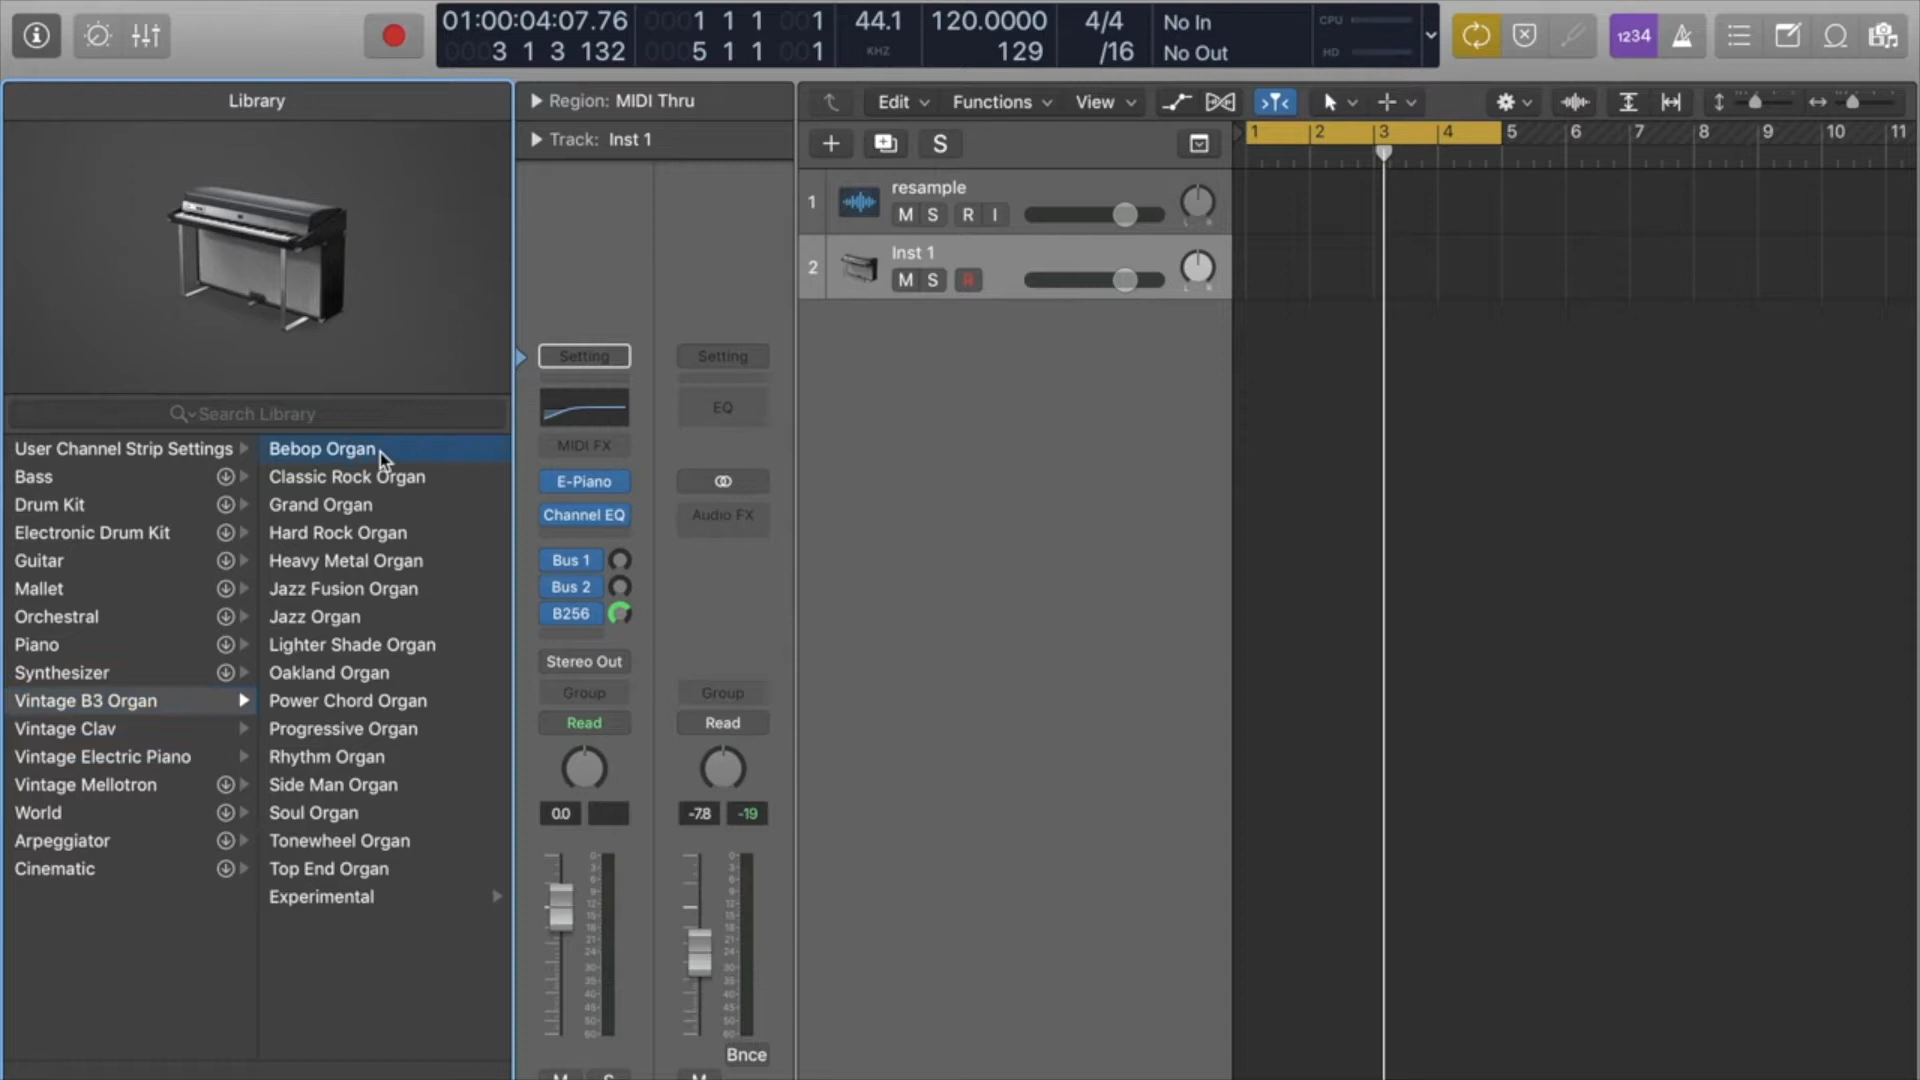 01:00:04:07.76
0003 1 3 132
0001 1 1 001
0005 1 1 001
44.1
KHZ
120.0000
129
4/4
/16
No In
No Out
CPU
HD
1234
Library
Search Library
User Channel Strip Settings
Bass
Drum Kit
Electronic Drum Kit
Guitar
Mallet
Orchestral
Piano
Synthesizer
Vintage B3 Organ
Vintage Clav
Vintage Electric Piano
Vintage Mellotron
World
Arpeggiator
Cinematic
Bebop Organ
Classic Rock Organ
Grand Organ
Hard Rock Organ
Heavy Metal Organ
Jazz Fusion Organ
Jazz Organ
Lighter Shade Organ
Oakland Organ
Power Chord Organ
Progressive Organ
Rhythm Organ
Side Man Organ
Soul Organ
Tonewheel Organ
Top End Organ
Experimental
Region: MIDI Thru
Track: Inst 1
Setting
MIDI FX
E-Piano
Channel EQ
Bus 1
Bus 2
B256
Stereo Out
Group
Read
0.0
Setting
EQ
Audio FX
Group
Read
-7.8 -19
Bnce
M S
M
Edit
Functions
View
S
1 resample
M S R I
2 Inst 1
M S R
1 2 3 4 5 6 7 8 9 10 11